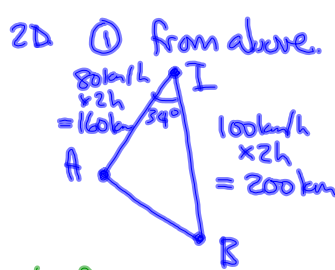 2D ① from above.
80km/h
×2h
=160km
I
34°
100km/h
×2h
= 200km
A
B